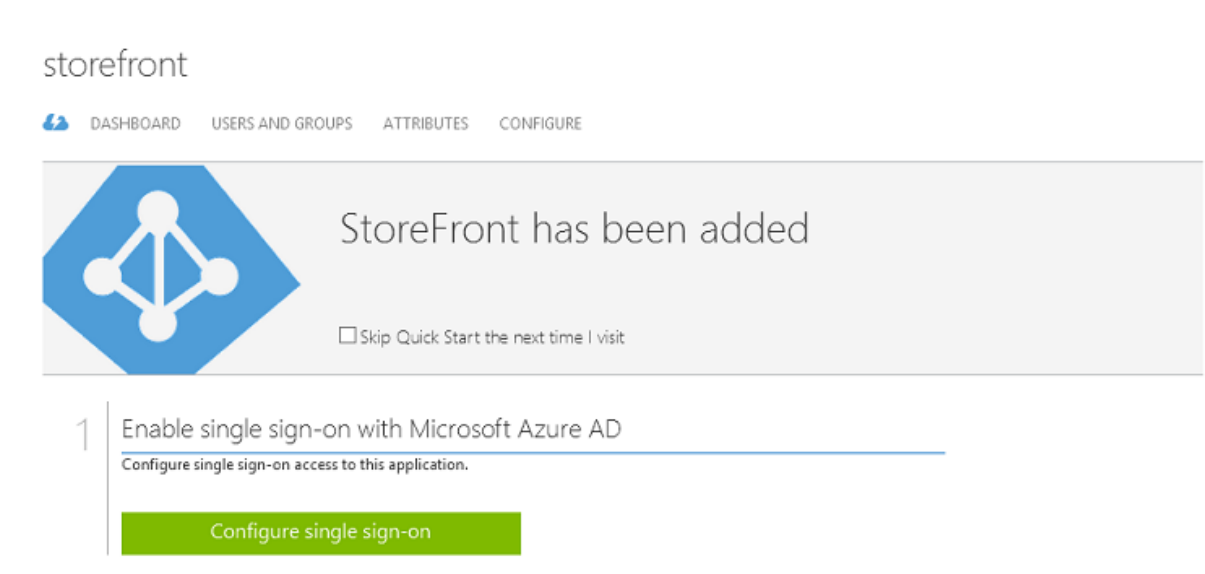 storefront
DASHBOARD USERS AND GROUPS ATTRIBUTES CONFIGURE
StoreFront has been added
Skip Quick Start the next time I visit
1 Enable single sign-on with Microsoft Azure AD
Configure single sign-on access to this application.
Configure single sign-on